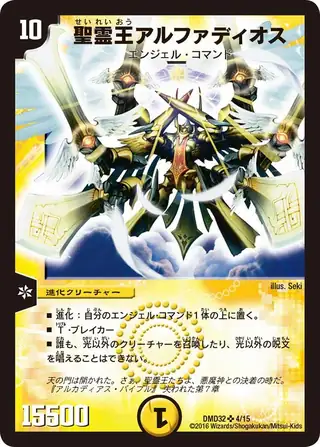 10
せいれいおう
聖霊王アルファディオス
エンジェル・コマンド
illus. Seki
進化クリーチャー
■ 進化：自分のエンジェル・コマンド1体の上に置く。
■ T・ブレイカー
■ 誰も、光以外のクリーチャーを召喚したり、光以外の呪文
を唱えることはできない。
天の門は開かれた。さぁ、聖霊王たちよ、悪魔神との決着の時だ。
『アルカディアス・バイブル』 失われた第7章
15500
1
DMD32 4/15
©2016 Wizards/Shogakukan/Mitsui-Kids